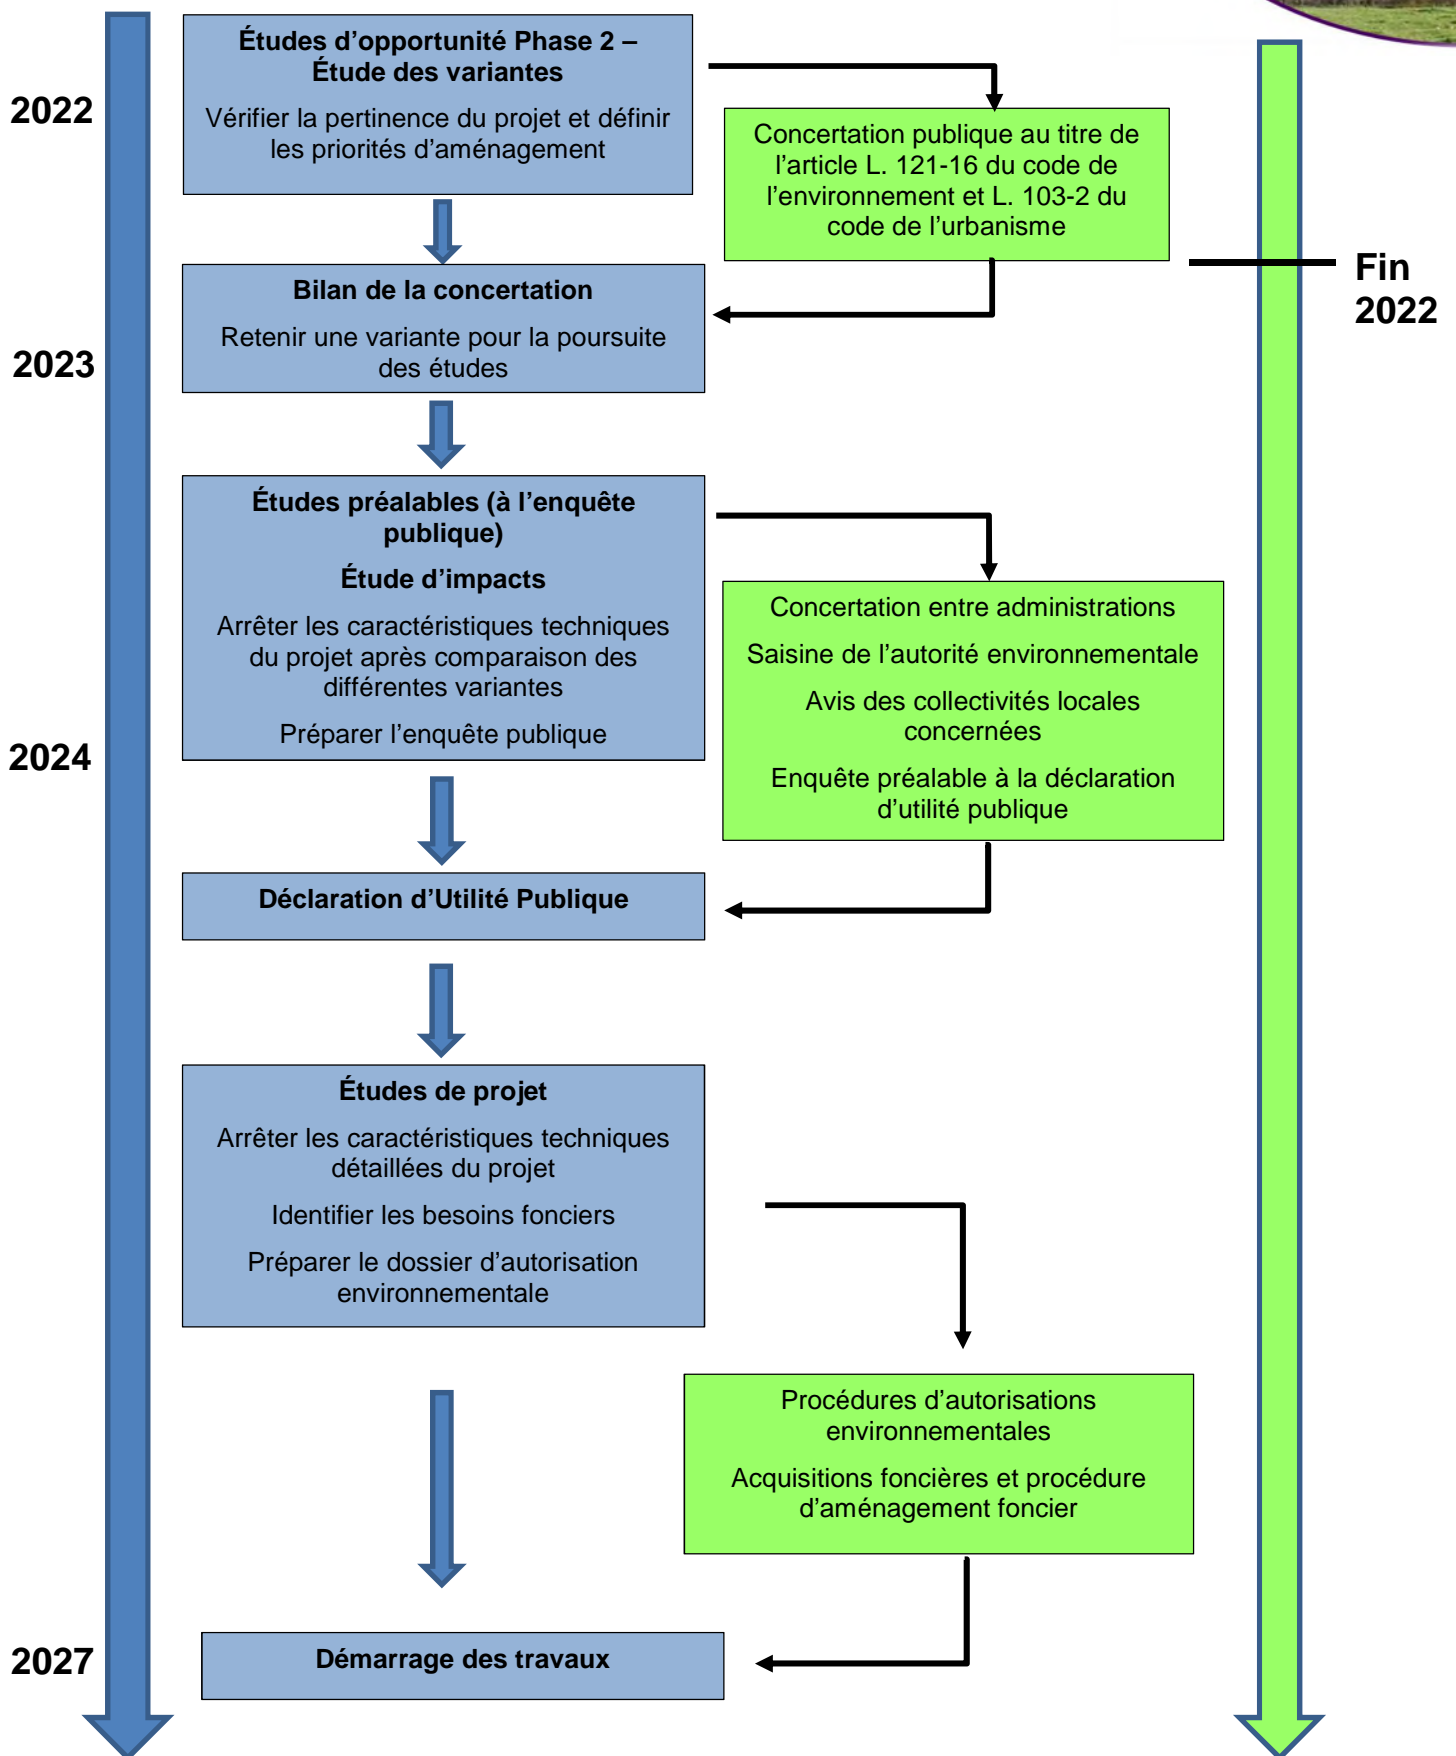 Études d’opportunité Phase 2 –
Étude des variantes
Vérifier la pertinence du projet et définir
les priorités d’aménagement
2022
Concertation publique au titre de
l’article L. 121-16 du code de
l’environnement et L. 103-2 du
code de l’urbanisme
Fin
2022
Bilan de la concertation
Retenir une variante pour la poursuite
des études
2023
Études préalables (à l’enquête
publique)
Étude d’impacts
Arrêter les caractéristiques techniques
du projet après comparaison des
différentes variantes
Préparer l’enquête publique
2024
Concertation entre administrations
Saisine de l’autorité environnementale
Avis des collectivités locales
concernées
Enquête préalable à la déclaration
d’utilité publique
Déclaration d’Utilité Publique
Études de projet
Arrêter les caractéristiques techniques
détaillées du projet
Identifier les besoins fonciers
Préparer le dossier d’autorisation
environnementale
Procédures d’autorisations
environnementales
Acquisitions foncières et procédure
d’aménagement foncier
2027
Démarrage des travaux